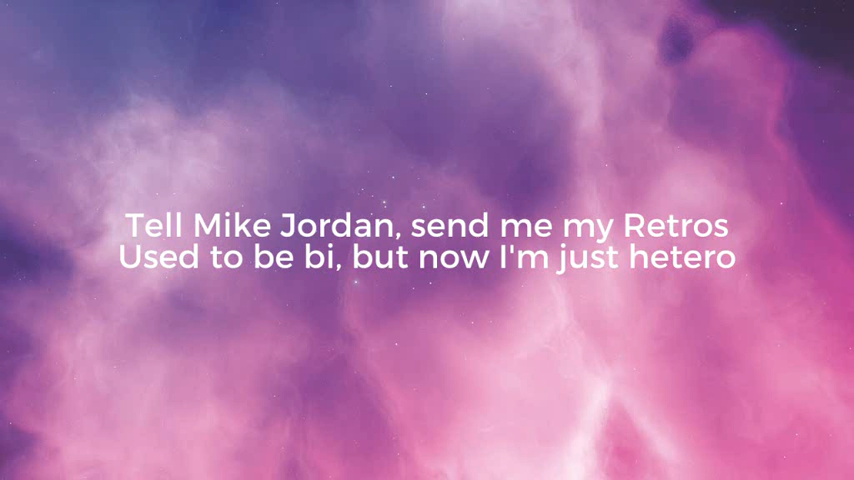 Tell Mike Jordan, send me my Retros
Used to be bi, but now I'm just hetero